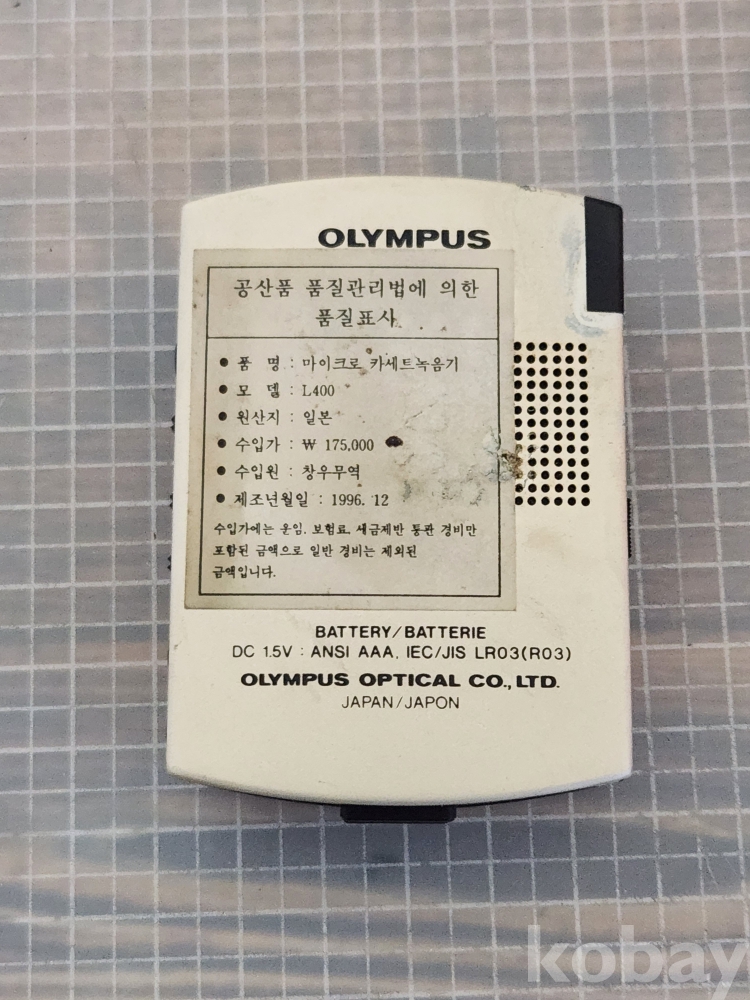 OLYMPUS
공산품 품질관리법에 의한
품질표사
● 품 명 : 마이크로 카세트녹음기
● 모 델 : L400
● 원산지 : 일본
● 수입가 : ₩ 175,000
● 수입원 : 창우무역
● 제조년월일 : 1996. 12
수입가에는 운임, 보험료, 세금제반 통관 경비만
포함된 금액으로 일반 경비는 제외된
금액입니다.
BATTERY/BATTERIE
DC 1.5V : ANSI AAA, IEC/JIS LR03(R03)
OLYMPUS OPTICAL CO., LTD.
JAPAN/JAPON
kobay